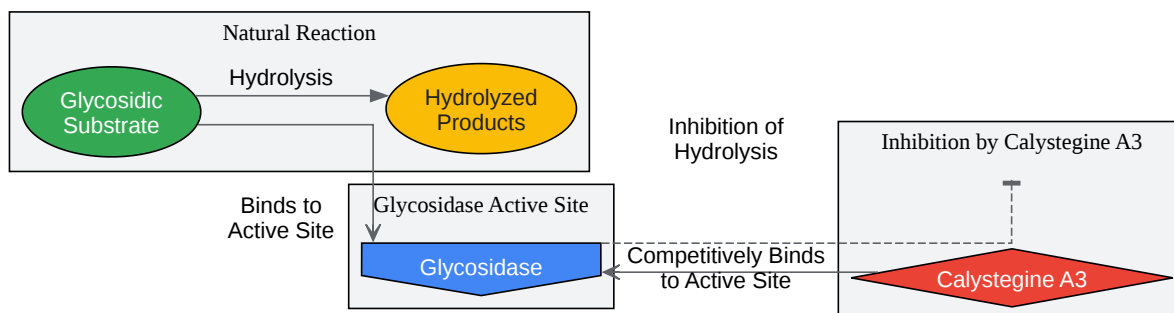 Natural Reaction
Hydrolysis
Glycosidic
Substrate
Hydrolyzed
Products
Inhibition of
Hydrolysis
Inhibition by Calystegine A3
Binds to
Active Site
Glycosidase Active Site
Glycosidase
Competitively Binds
to Active Site
Calystegine A3